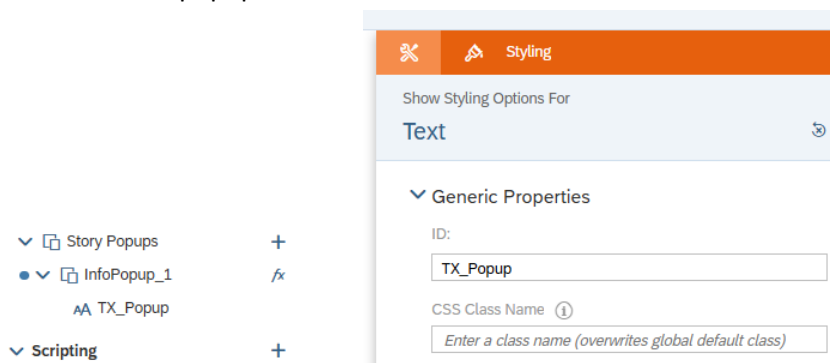 Styling
Show Styling Options For
Text
Generic Properties
ID:
TX_Popup
CSS Class Name
Enter a class name (overwrites global default class)
Story Popups
InfoPopup_1
fx
AA TX_Popup
Scripting